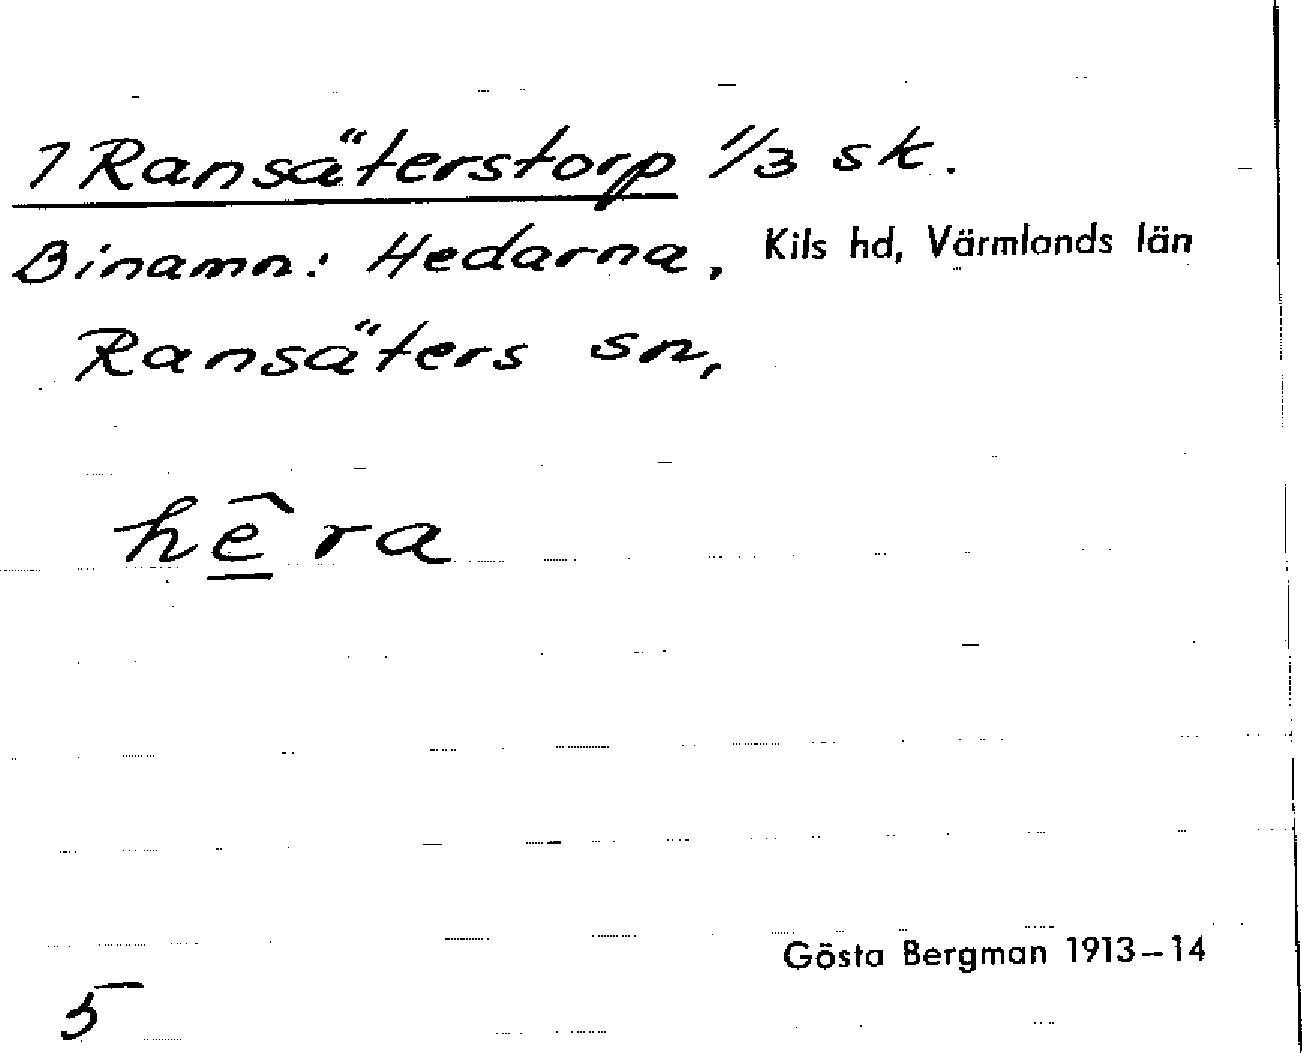 1 Ransäterstorp 1/3 sk.
Binamn: Hedarna, Kils hd, Värmlands län
Ransäters sn,
hêra
Gösta Bergman 1913–14
5